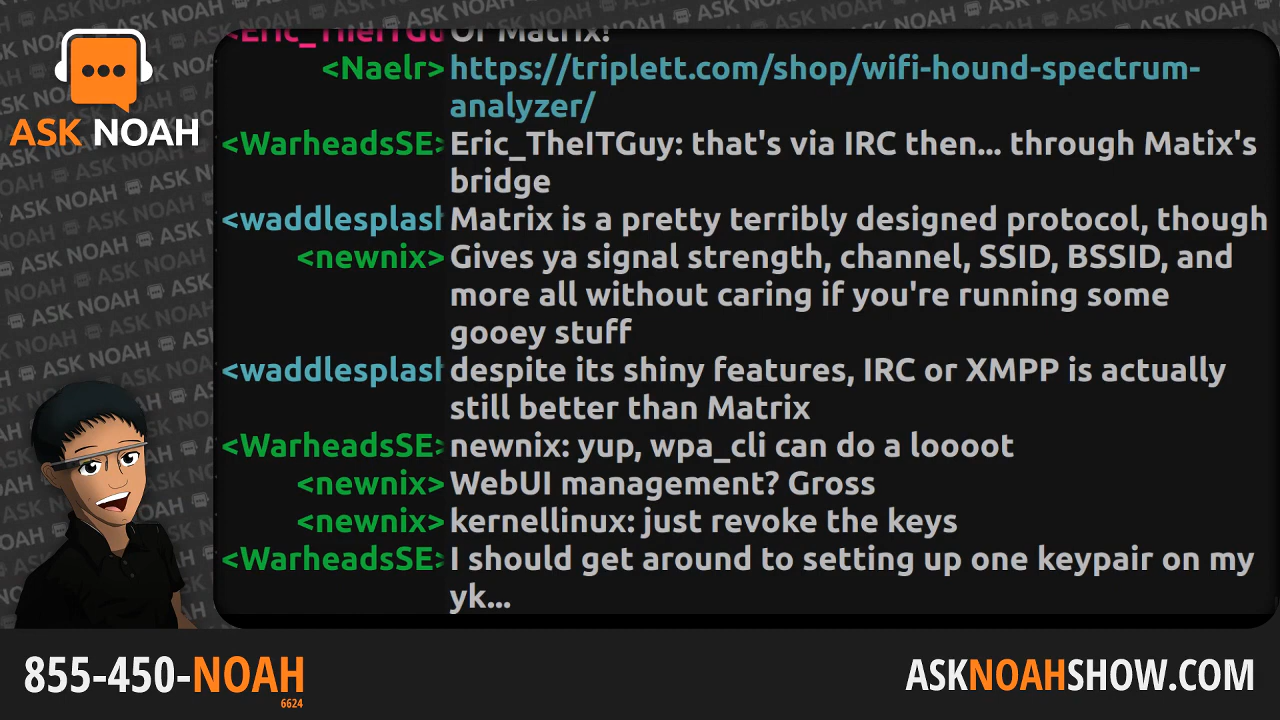 ASK NOAH
<Eric_TheITGu Or Matrix!
<Naelr> https://triplett.com/shop/wifi-hound-spectrum-
analyzer/
<WarheadsSE> Eric_TheITGuy: that's via IRC then... through Matix's
bridge
<waddlesplash Matrix is a pretty terribly designed protocol, though
<newnix> Gives ya signal strength, channel, SSID, BSSID, and
more all without caring if you're running some
gooey stuff
<waddlesplash despite its shiny features, IRC or XMPP is actually
still better than Matrix
<WarheadsSE> newnix: yup, wpa_cli can do a loooot
<newnix> WebUI management? Gross
<newnix> kernellinux: just revoke the keys
<WarheadsSE> I should get around to setting up one keypair on my
yk...
855-450-NOAH
6624
ASKNOAHSHOW.COM